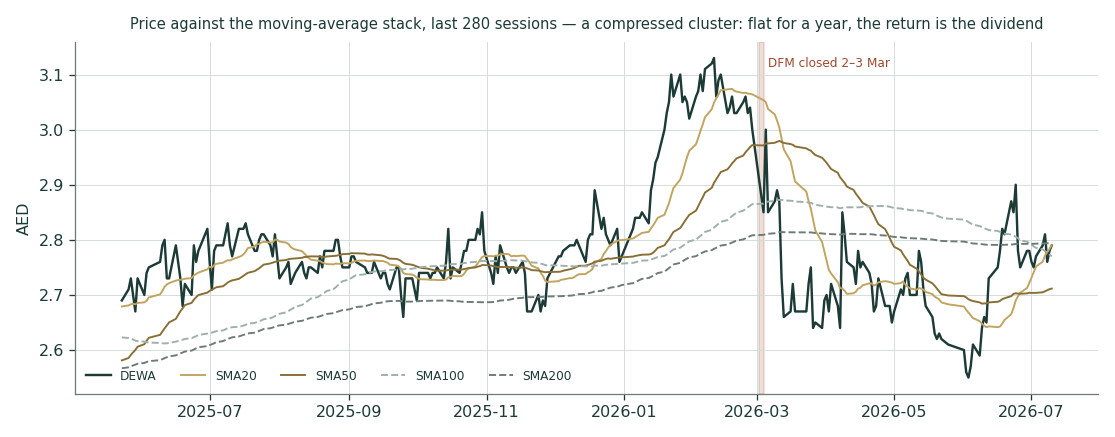 Price against the moving-average stack, last 280 sessions — a compressed cluster: flat for a year, the return is the dividend
DFM closed 2–3 Mar
AED
3.1
3.0
2.9
2.8
2.7
2.6
DEWA SMA20 SMA50 SMA100 SMA200
2025-07 2025-09 2025-11 2026-01 2026-03 2026-05 2026-07